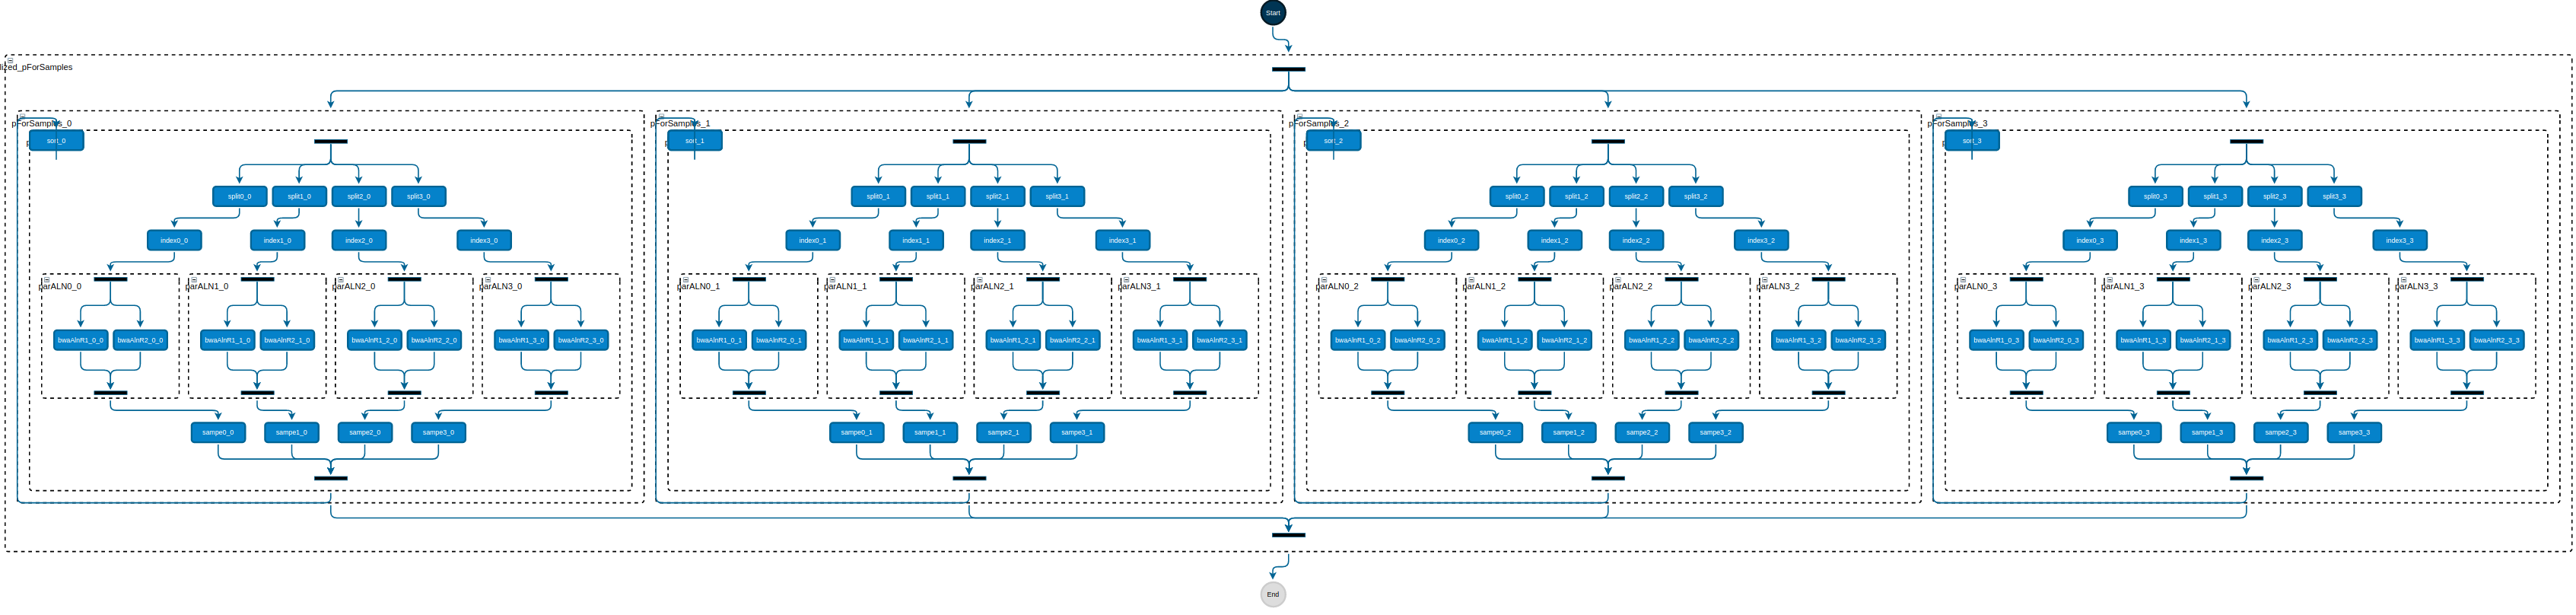 Start
lized_pForSamples
pForSamples_0 pForSamples_1 pForSamples_2 pForSamples_3
sort_0 sort_1 sort_2 sort_3
split0_0 split1_0 split2_0 split3_0 split0_1 split1_1 split2_1 split3_1 split0_2 split1_2 split2_2 split3_2 split0_3 split1_3 split2_3 split3_3
index0_0 index1_0 index2_0 index3_0 index0_1 index1_1 index2_1 index3_1 index0_2 index1_2 index2_2 index3_2 index0_3 index1_3 index2_3 index3_3
parALN0_0 parALN1_0 parALN2_0 parALN3_0 parALN0_1 parALN1_1 parALN2_1 parALN3_1 parALN0_2 parALN1_2 parALN2_2 parALN3_2 parALN0_3 parALN1_3 parALN2_3 parALN3_3
bwaAlnR1_0_0 bwaAlnR2_0_0 bwaAlnR1_1_0 bwaAlnR2_1_0 bwaAlnR1_2_0 bwaAlnR2_2_0 bwaAlnR1_3_0 bwaAlnR2_3_0 bwaAlnR1_0_1 bwaAlnR2_0_1 bwaAlnR1_1_1 bwaAlnR2_1_1 bwaAlnR1_2_1 bwaAlnR2_2_1 bwaAlnR1_3_1 bwaAlnR2_3_1 bwaAlnR1_0_2 bwaAlnR2_0_2 bwaAlnR1_1_2 bwaAlnR2_1_2 bwaAlnR1_2_2 bwaAlnR2_2_2 bwaAlnR1_3_2 bwaAlnR2_3_2 bwaAlnR1_0_3 bwaAlnR2_0_3 bwaAlnR1_1_3 bwaAlnR2_1_3 bwaAlnR1_2_3 bwaAlnR2_2_3 bwaAlnR1_3_3 bwaAlnR2_3_3
sampe0_0 sampe1_0 sampe2_0 sampe3_0 sampe0_1 sampe1_1 sampe2_1 sampe3_1 sampe0_2 sampe1_2 sampe2_2 sampe3_2 sampe0_3 sampe1_3 sampe2_3 sampe3_3
End